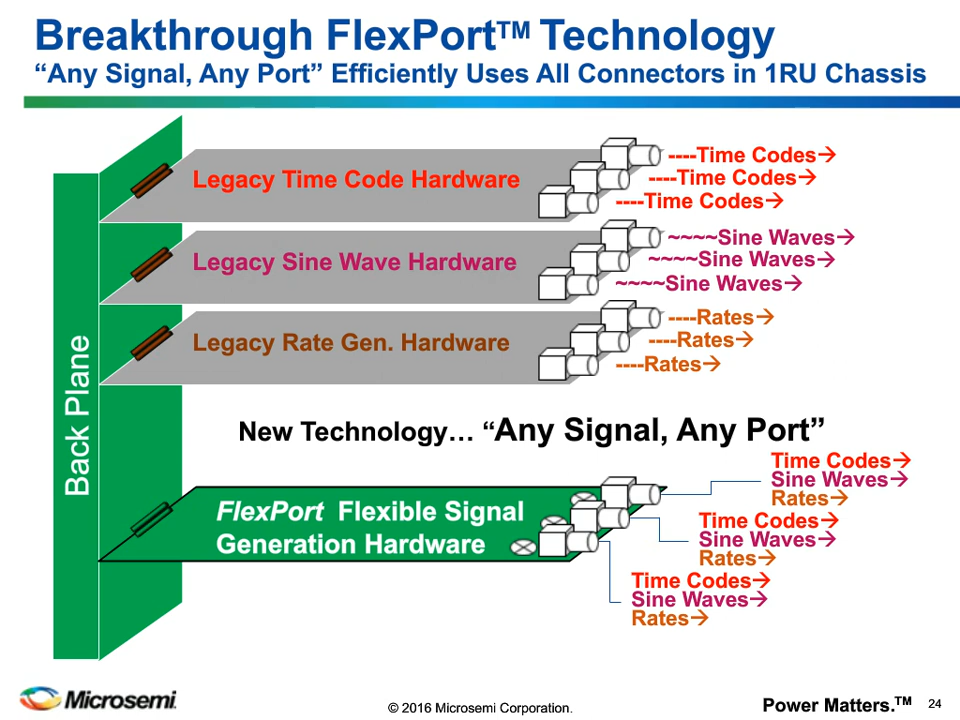 Breakthrough FlexPort™ Technology
“Any Signal, Any Port” Efficiently Uses All Connectors in 1RU Chassis
Back Plane
Legacy Time Code Hardware
----Time Codes→
----Time Codes→
----Time Codes→
Legacy Sine Wave Hardware
~~~~Sine Waves→
~~~~Sine Waves→
~~~~Sine Waves→
Legacy Rate Gen. Hardware
----Rates→
----Rates→
----Rates→
New Technology… “Any Signal, Any Port”
FlexPort Flexible Signal
Generation Hardware
Time Codes→
Sine Waves→
Rates→
Time Codes→
Sine Waves→
Rates→
Time Codes→
Sine Waves→
Rates→
Microsemi.
© 2016 Microsemi Corporation.
Power Matters.™
24